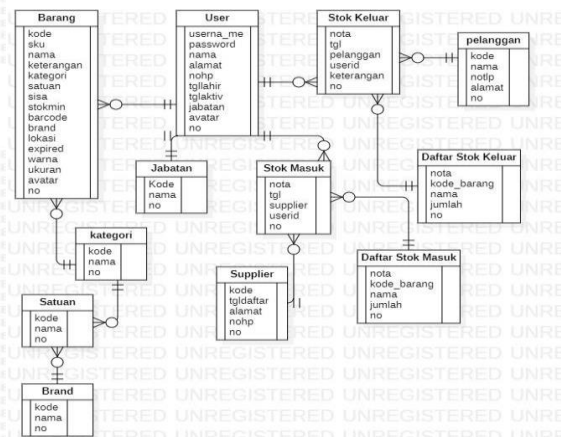 Barang
kode
sku
nama
keterangan
kategori
satuan
sisa
stokmin
barcode
brand
lokasi
expired
warna
ukuran
avatar
no
User
userna_me
password
nama
alamat
nohp
tgllahir
tglaktiv
jabatan
avatar
no
Stok Keluar
nota
tgl
pelanggan
userid
keterangan
no
pelanggan
kode
nama
notlp
alamat
no
Jabatan
Kode
nama
no
Stok Masuk
nota
tgl
supplier
userid
no
Daftar Stok Keluar
nota
kode_barang
nama
jumlah
no
kategori
kode
nama
no
Supplier
kode
tgldaftar
alamat
nohp
no
Daftar Stok Masuk
nota
kode_barang
nama
jumlah
no
Satuan
kode
nama
no
Brand
kode
nama
no
UNREGISTERED